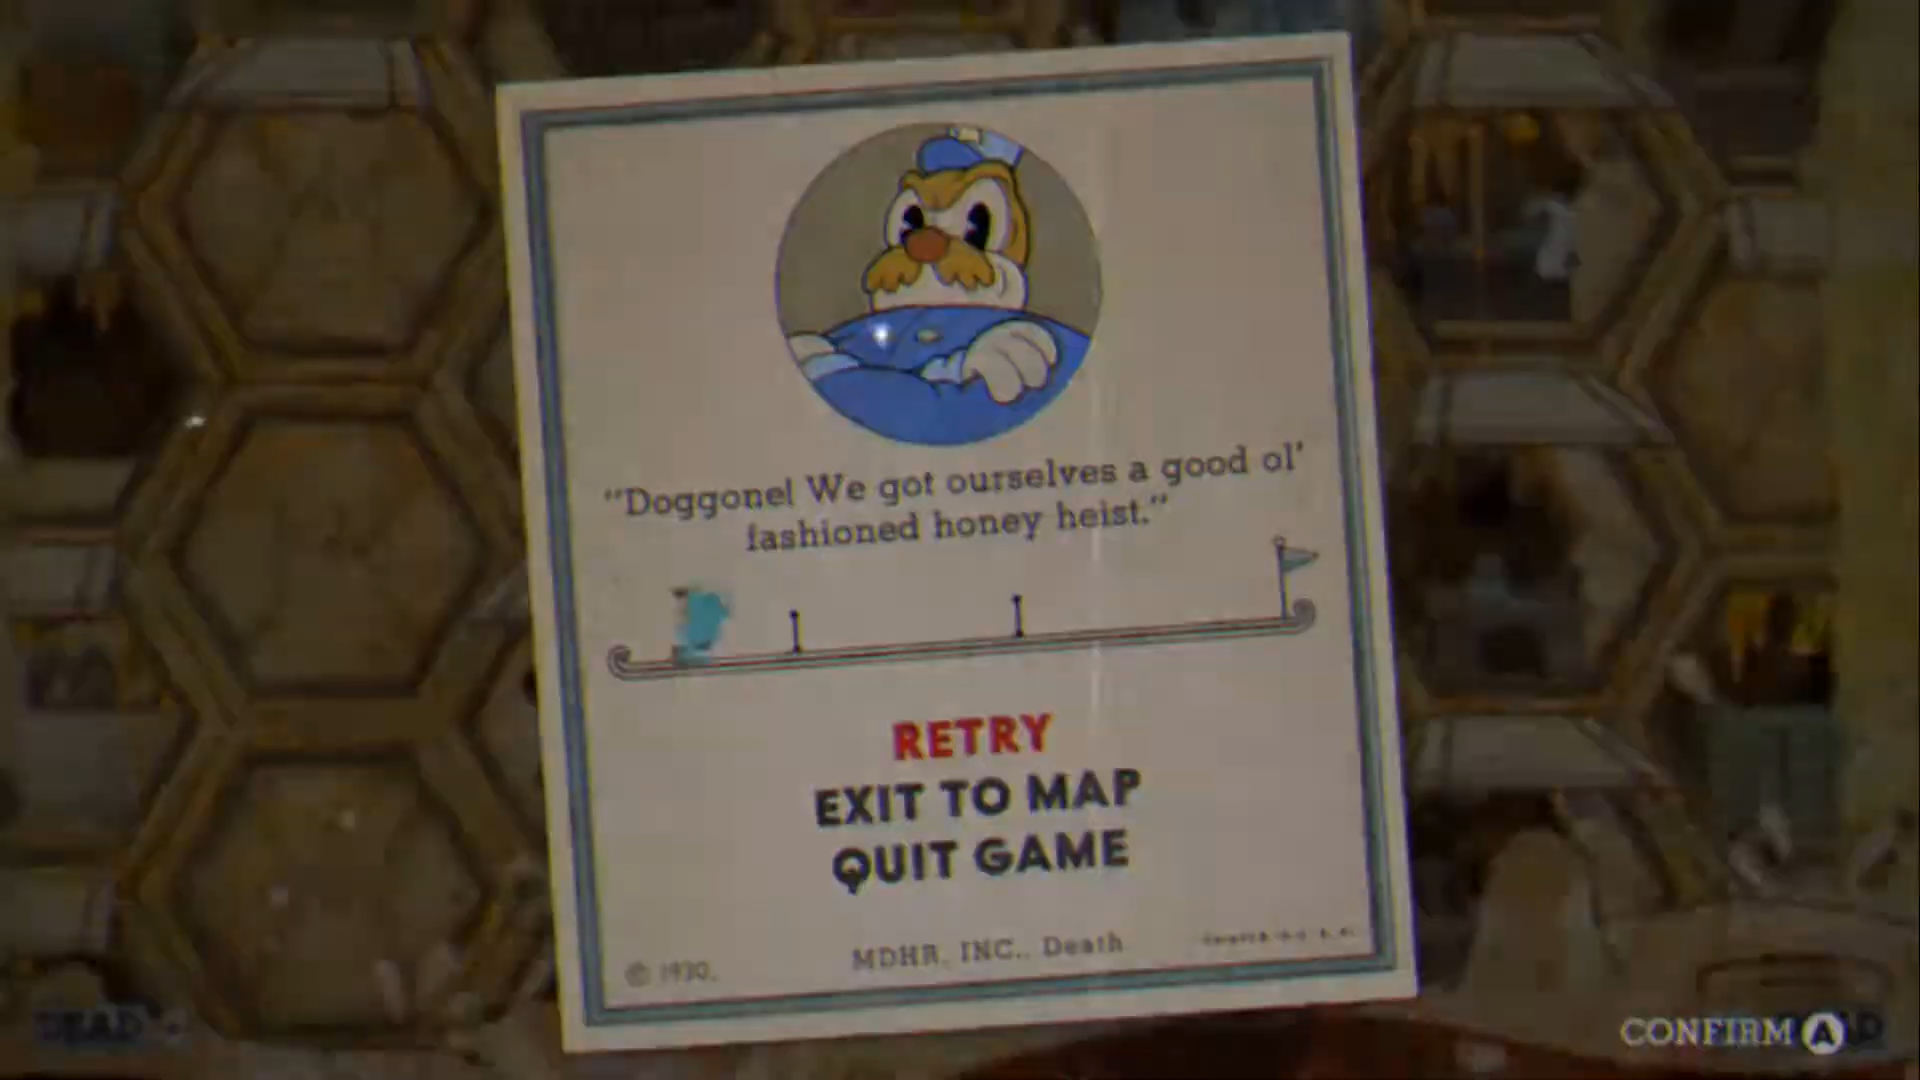 “Doggone! We got ourselves a good ol’
fashioned honey heist.”
RETRY
EXIT TO MAP
QUIT GAME
© 1930.
MDHR, INC., Death
DEAD
CONFIRM A